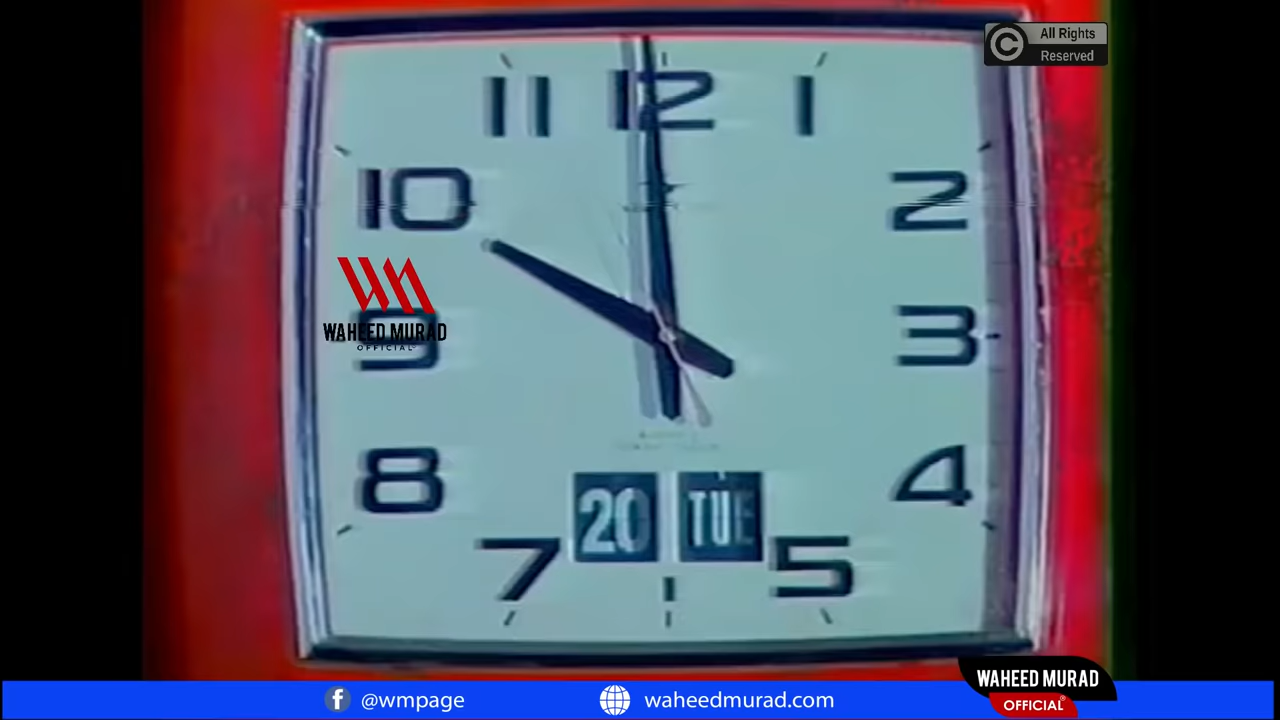 All Rights
Reserved
11 12 1
10 2
WAHEED MURAD
OFFICIAL
9 3
8 4
20 TUE
7 5
@wmpage
waheedmurad.com
WAHEED MURAD
OFFICIAL